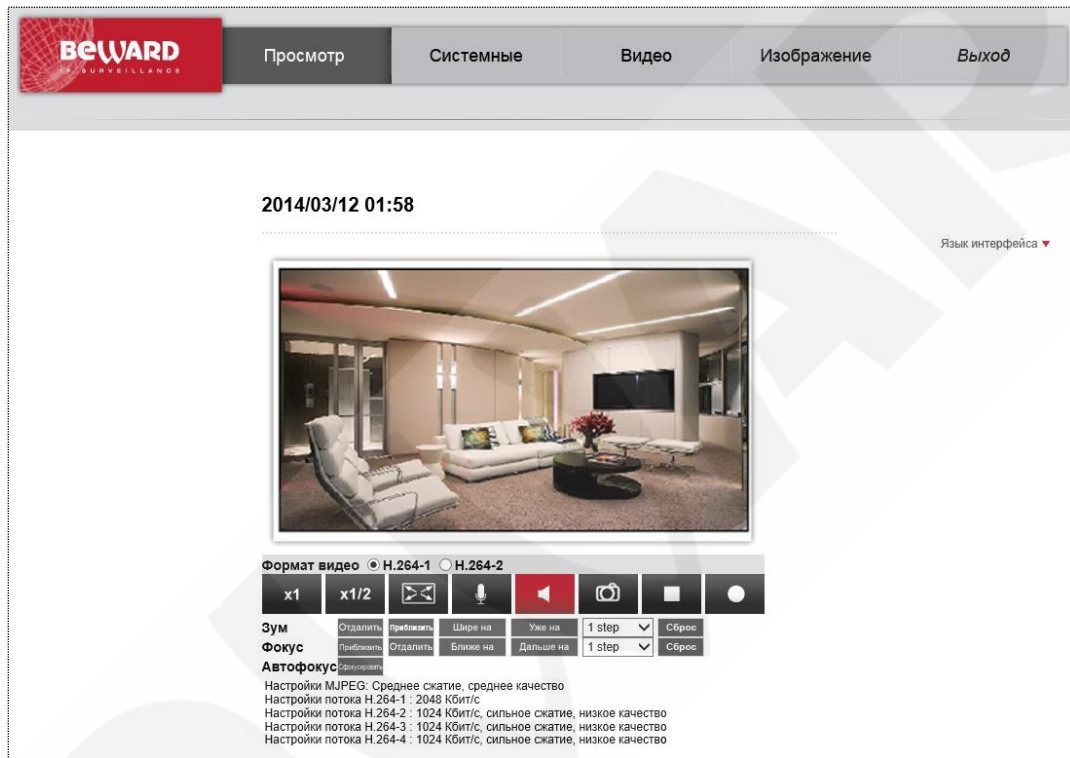 BEWARD
IP SURVEILLANCE
Просмотр Системные Видео Изображение Выход
2014/03/12 01:58
Язык интерфейса
Формат видео H.264-1 H.264-2
x1 x1/2
Зум Отдалить Приблизить Шире на Уже на 1 step Сброс
Фокус Приблизить Отдалить Ближе на Дальше на 1 step Сброс
Автофокус Сфокусировать
Настройки MJPEG: Среднее сжатие, среднее качество
Настройки потока H.264-1 : 2048 Кбит/с
Настройки потока H.264-2 : 1024 Кбит/с, сильное сжатие, низкое качество
Настройки потока H.264-3 : 1024 Кбит/с, сильное сжатие, низкое качество
Настройки потока H.264-4 : 1024 Кбит/с, сильное сжатие, низкое качество